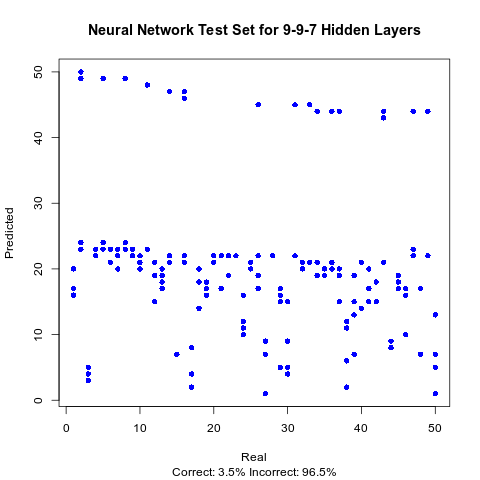 Neural Network Test Set for 9-9-7 Hidden Layers
Predicted
50
40
30
20
10
0
0 10 20 30 40 50
Real
Correct: 3.5% Incorrect: 96.5%